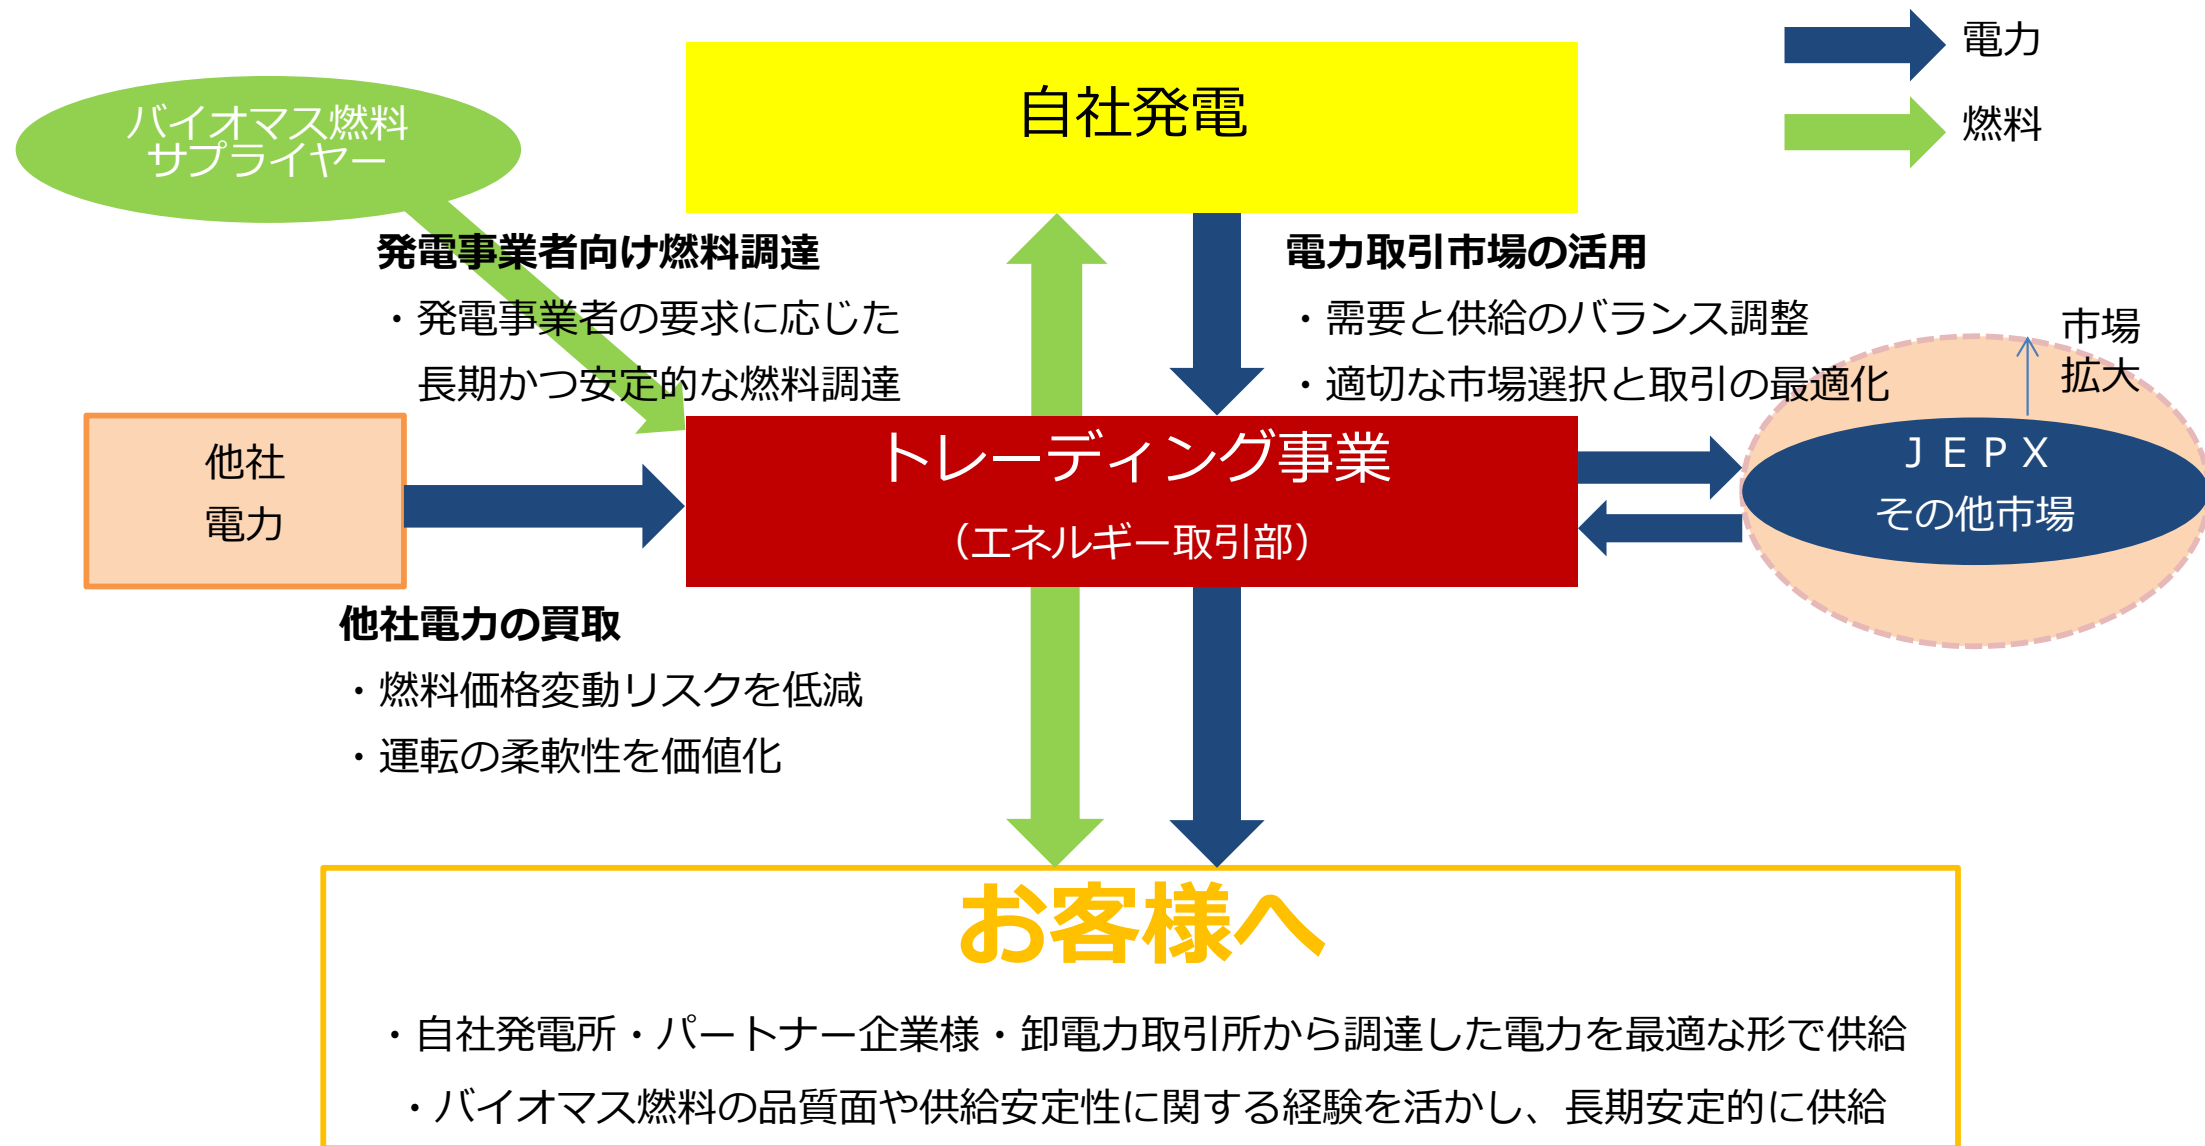 電力
燃料
自社発電
バイオマス燃料
サプライヤー
発電事業者向け燃料調達
・発電事業者の要求に応じた
長期かつ安定的な燃料調達
電力取引市場の活用
・需要と供給のバランス調整
・適切な市場選択と取引の最適化
市場
拡大
他社
電力
トレーディング事業
（エネルギー取引部）
ＪＥＰＸ
その他市場
他社電力の買取
・燃料価格変動リスクを低減
・運転の柔軟性を価値化
お客様へ
・自社発電所・パートナー企業様・卸電力取引所から調達した電力を最適な形で供給
・バイオマス燃料の品質面や供給安定性に関する経験を活かし、長期安定的に供給